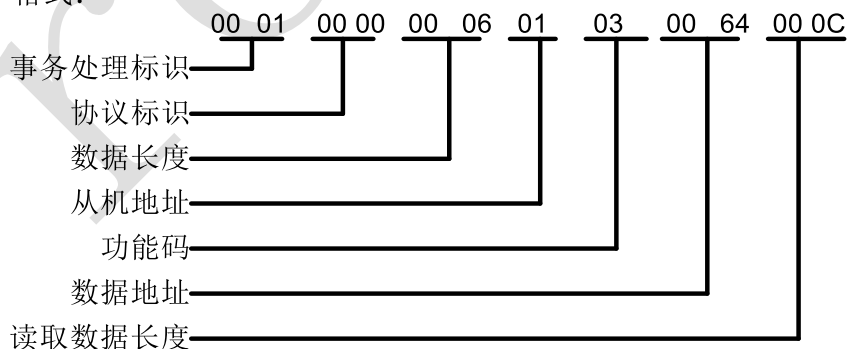 格式:
00 01 00 00 00 06 01 03 00 64 00 0C
事务处理标识
协议标识
数据长度
从机地址
功能码
数据地址
读取数据长度